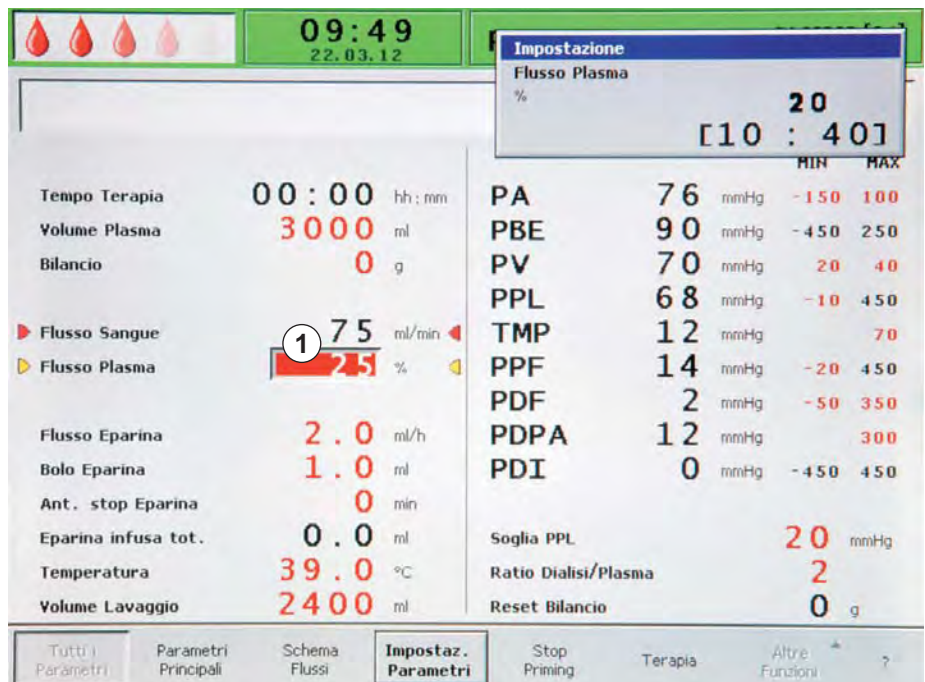 09:49
22.03.12
Impostazione
Flusso Plasma
%
20
[10 : 40]
MIN MAX
Tempo Terapia 00:00 hh:mm
Volume Plasma 3000 ml
Bilancio 0 g
Flusso Sangue 75 ml/min
1
Flusso Plasma 25 %
Flusso Eparina 2.0 ml/h
Bolo Eparina 1.0 ml
Ant. stop Eparina 0 min
Eparina infusa tot. 0.0 ml
Temperatura 39.0 °C
Volume Lavaggio 2400 ml
PA 76 mmHg -150 100
PBE 90 mmHg -450 250
PV 70 mmHg 20 40
PPL 68 mmHg -10 450
TMP 12 mmHg 70
PPF 14 mmHg -20 450
PDF 2 mmHg -50 350
PDPA 12 mmHg 300
PDI 0 mmHg -450 450
Soglia PPL 20 mmHg
Ratio Dialisi/Plasma 2
Reset Bilancio 0 g
Tutti i Parametri
Parametri Principali
Schema Flussi
Impostaz. Parametri
Stop Priming
Terapia
Altre Funzioni
?